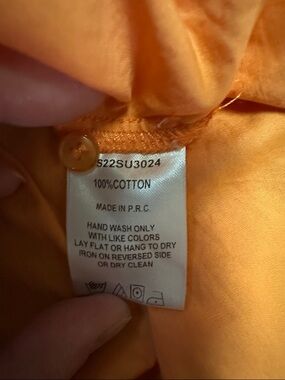 S22SU3024
100%COTTON
MADE IN P.R.C.
HAND WASH ONLY
WITH LIKE COLORS
LAY FLAT OR HANG TO DRY
IRON ON REVERSED SIDE
OR DRY CLEAN